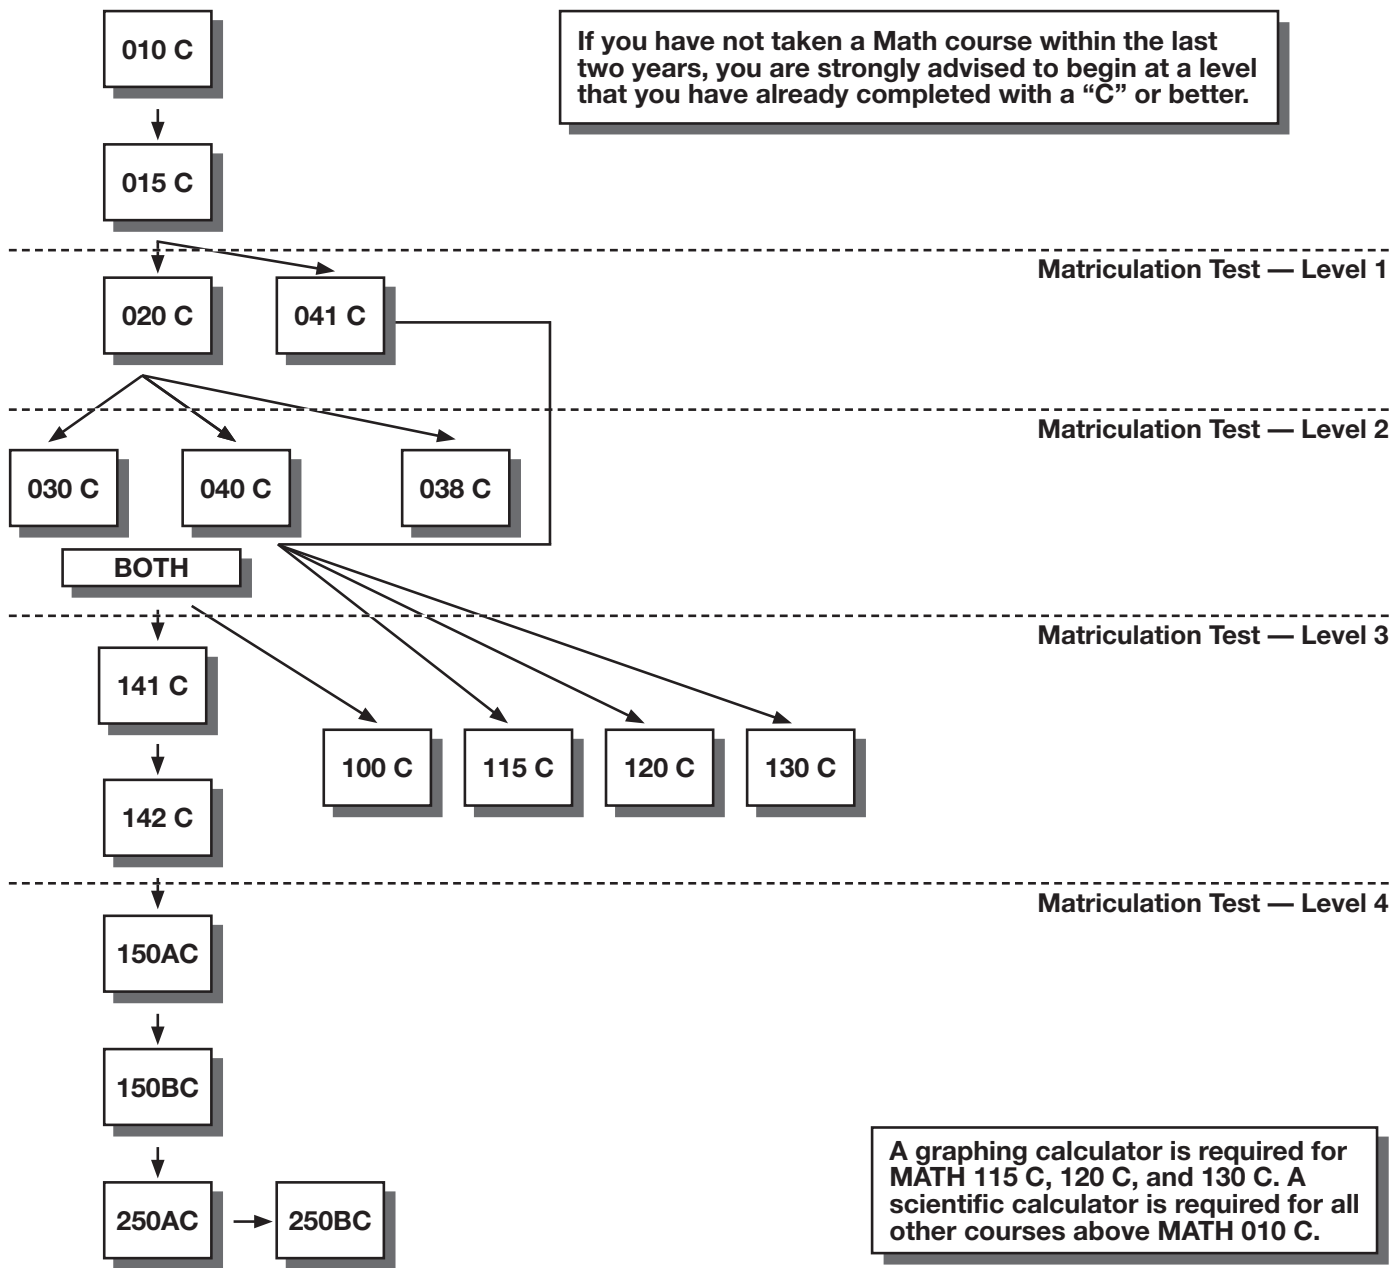 010 C
If you have not taken a Math course within the last
two years, you are strongly advised to begin at a level
that you have already completed with a “C” or better.
015 C
Matriculation Test — Level 1
020 C
041 C
Matriculation Test — Level 2
030 C
040 C
038 C
BOTH
Matriculation Test — Level 3
141 C
100 C
115 C
120 C
130 C
142 C
Matriculation Test — Level 4
150AC
150BC
250AC
250BC
A graphing calculator is required for
MATH 115 C, 120 C, and 130 C. A
scientific calculator is required for all
other courses above MATH 010 C.